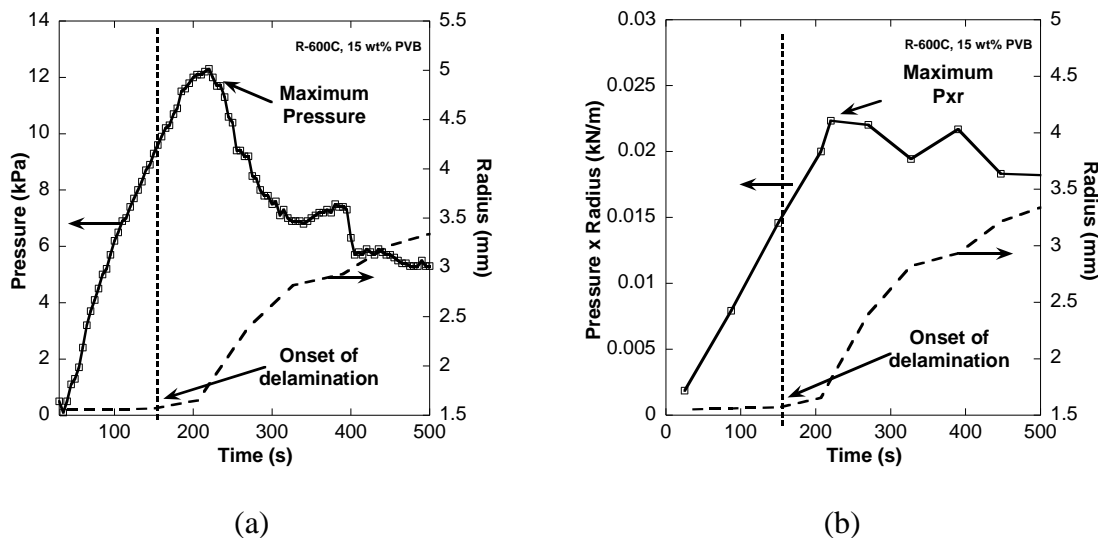 (a)
14
12
10
8
6
4
2
0
Pressure (kPa)
5.5
5
4.5
4
3.5
3
2.5
2
1.5
Radius (mm)
R-600C, 15 wt% PVB
Maximum
Pressure
Onset of
delamination
100
200
300
400
500
Time (s)
(a)
(b)
0.03
0.025
0.02
0.015
0.01
0.005
0
Pressure x Radius (kN/m)
5
4.5
4
3.5
3
2.5
2
1.5
Radius (mm)
R-600C, 15 wt% PVB
Maximum
Pxr
Onset of
delamination
0
100
200
300
400
500
Time (s)
(b)